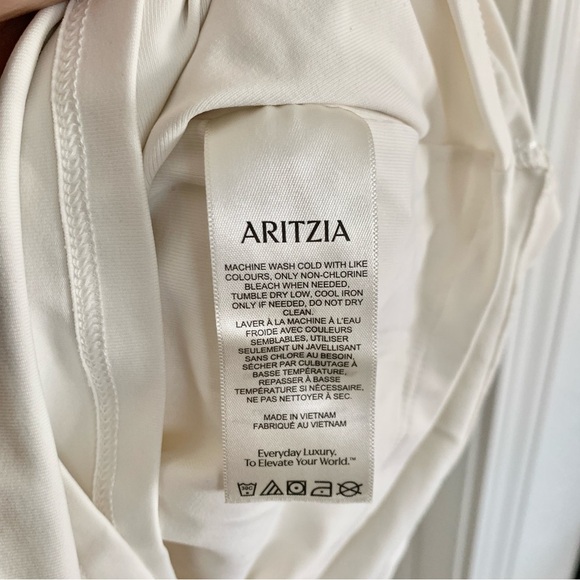 ARITZIA
MACHINE WASH COLD WITH LIKE
COLOURS, ONLY NON-CHLORINE
BLEACH WHEN NEEDED,
TUMBLE DRY LOW, COOL IRON
ONLY IF NEEDED, DO NOT DRY
CLEAN.
LAVER À LA MACHINE À L'EAU
FROIDE AVEC COULEURS
SEMBLABLES, UTILISER
SEULEMENT UN JAVELLISANT
SANS CHLORE AU BESOIN,
SÉCHER PAR CULBUTAGE À
BASSE TEMPÉRATURE,
REPASSER À BASSE
TEMPÉRATURE SI NÉCESSAIRE,
NE PAS NETTOYER À SEC.
MADE IN VIETNAM
FABRIQUÉ AU VIETNAM
Everyday Luxury.
To Elevate Your World.™